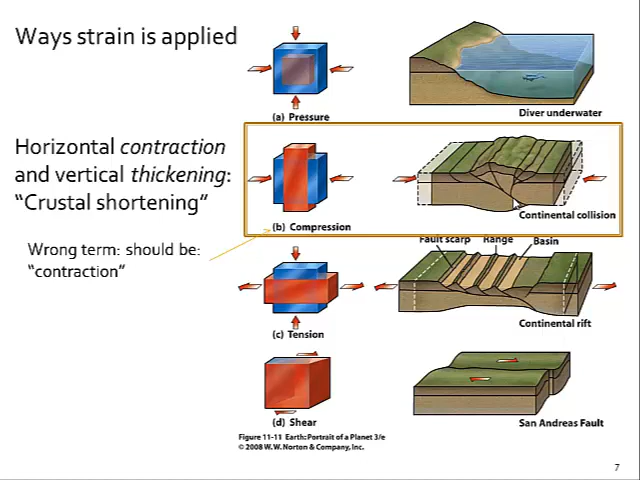 Ways strain is applied
(a) Pressure
Diver underwater
Horizontal contraction
and vertical thickening:
“Crustal shortening”
(b) Compression
Continental collision
Wrong term: should be:
“contraction”
Fault scarp Range Basin
(c) Tension
Continental rift
(d) Shear
San Andreas Fault
Figure 11-11 Earth: Portrait of a Planet 3/e
© 2008 W. W. Norton & Company, Inc.
7